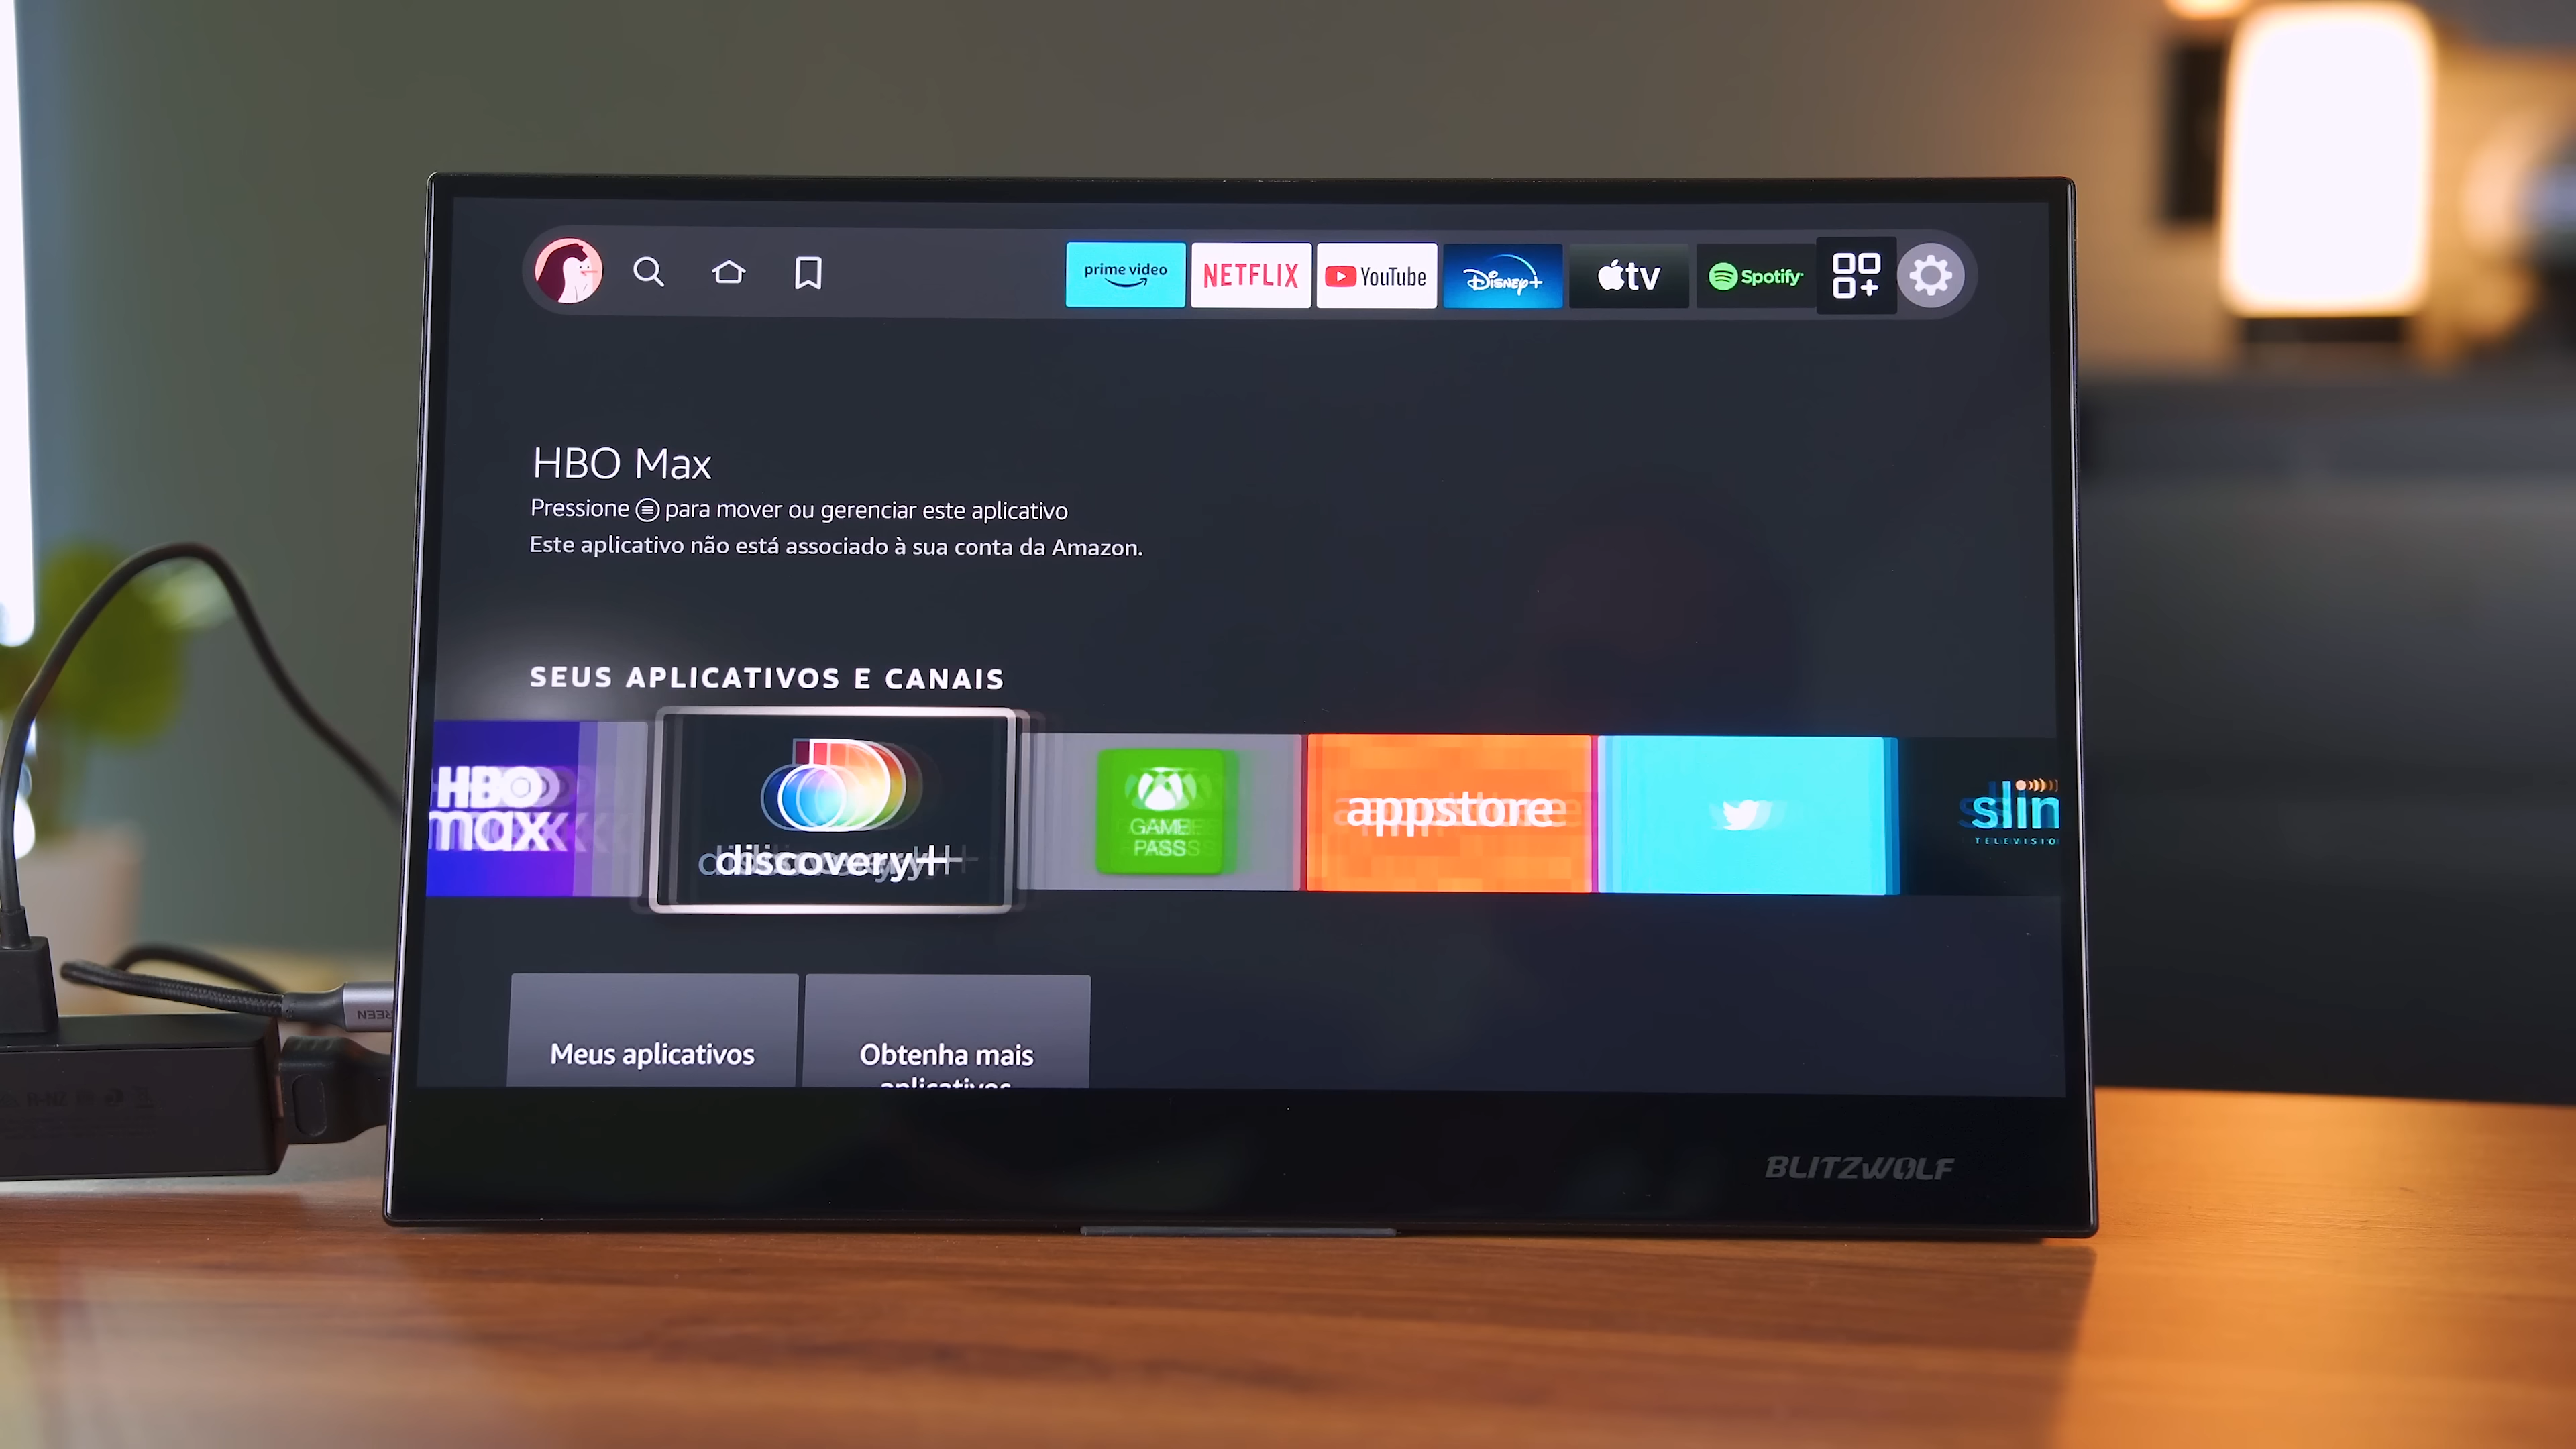 prime video
NETFLIX
YouTube
Disney+
tv
Spotify
HBO Max
Pressione para mover ou gerenciar este aplicativo
Este aplicativo não está associado à sua conta da Amazon.
SEUS APLICATIVOS E CANAIS
HBO
max
discovery+
GAME
PASS
appstore
slin
TELEVISIO
Meus aplicativos
Obtenha mais
aplicativos
BLITZWOLF